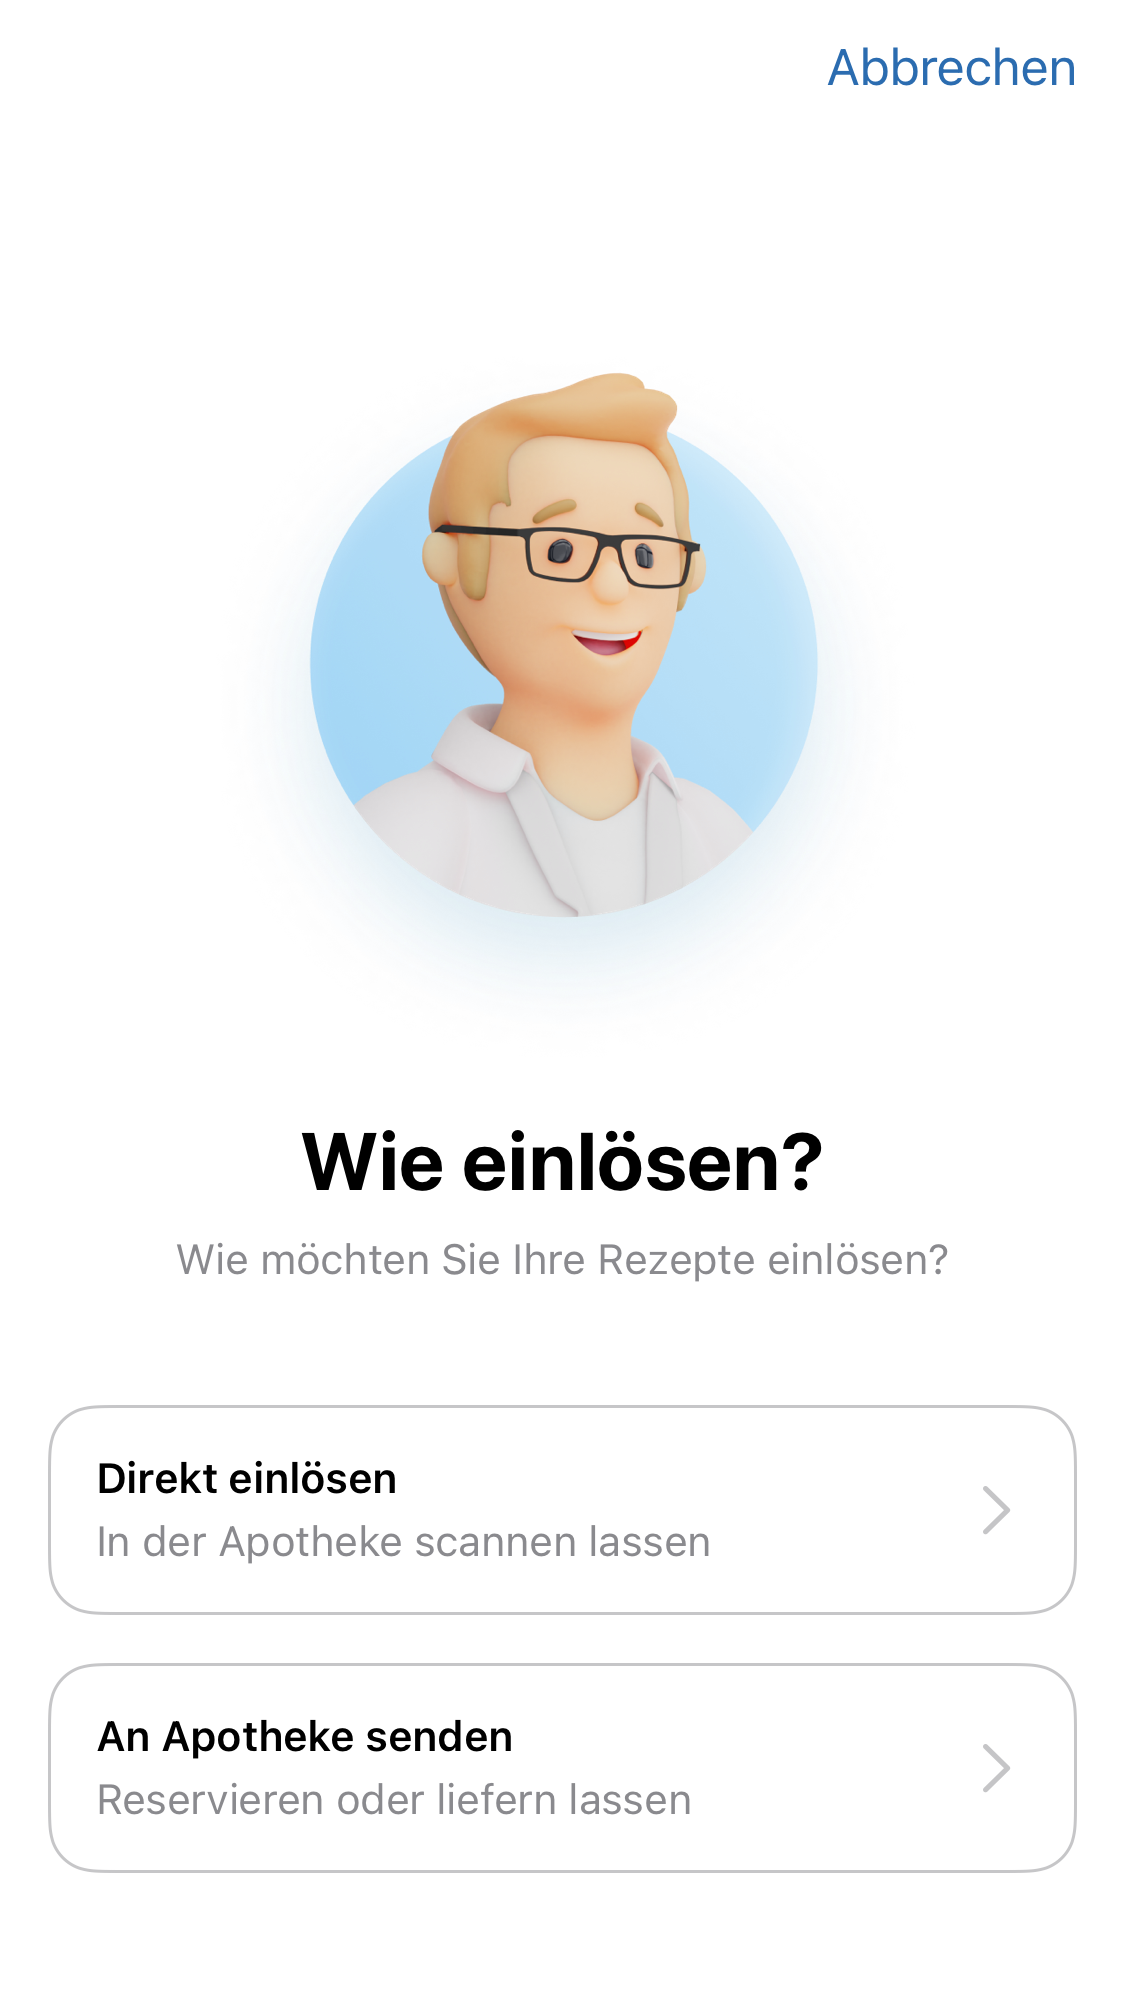 Abbrechen
Wie einlösen?
Wie möchten Sie Ihre Rezepte einlösen?
Direkt einlösen
In der Apotheke scannen lassen
An Apotheke senden
Reservieren oder liefern lassen